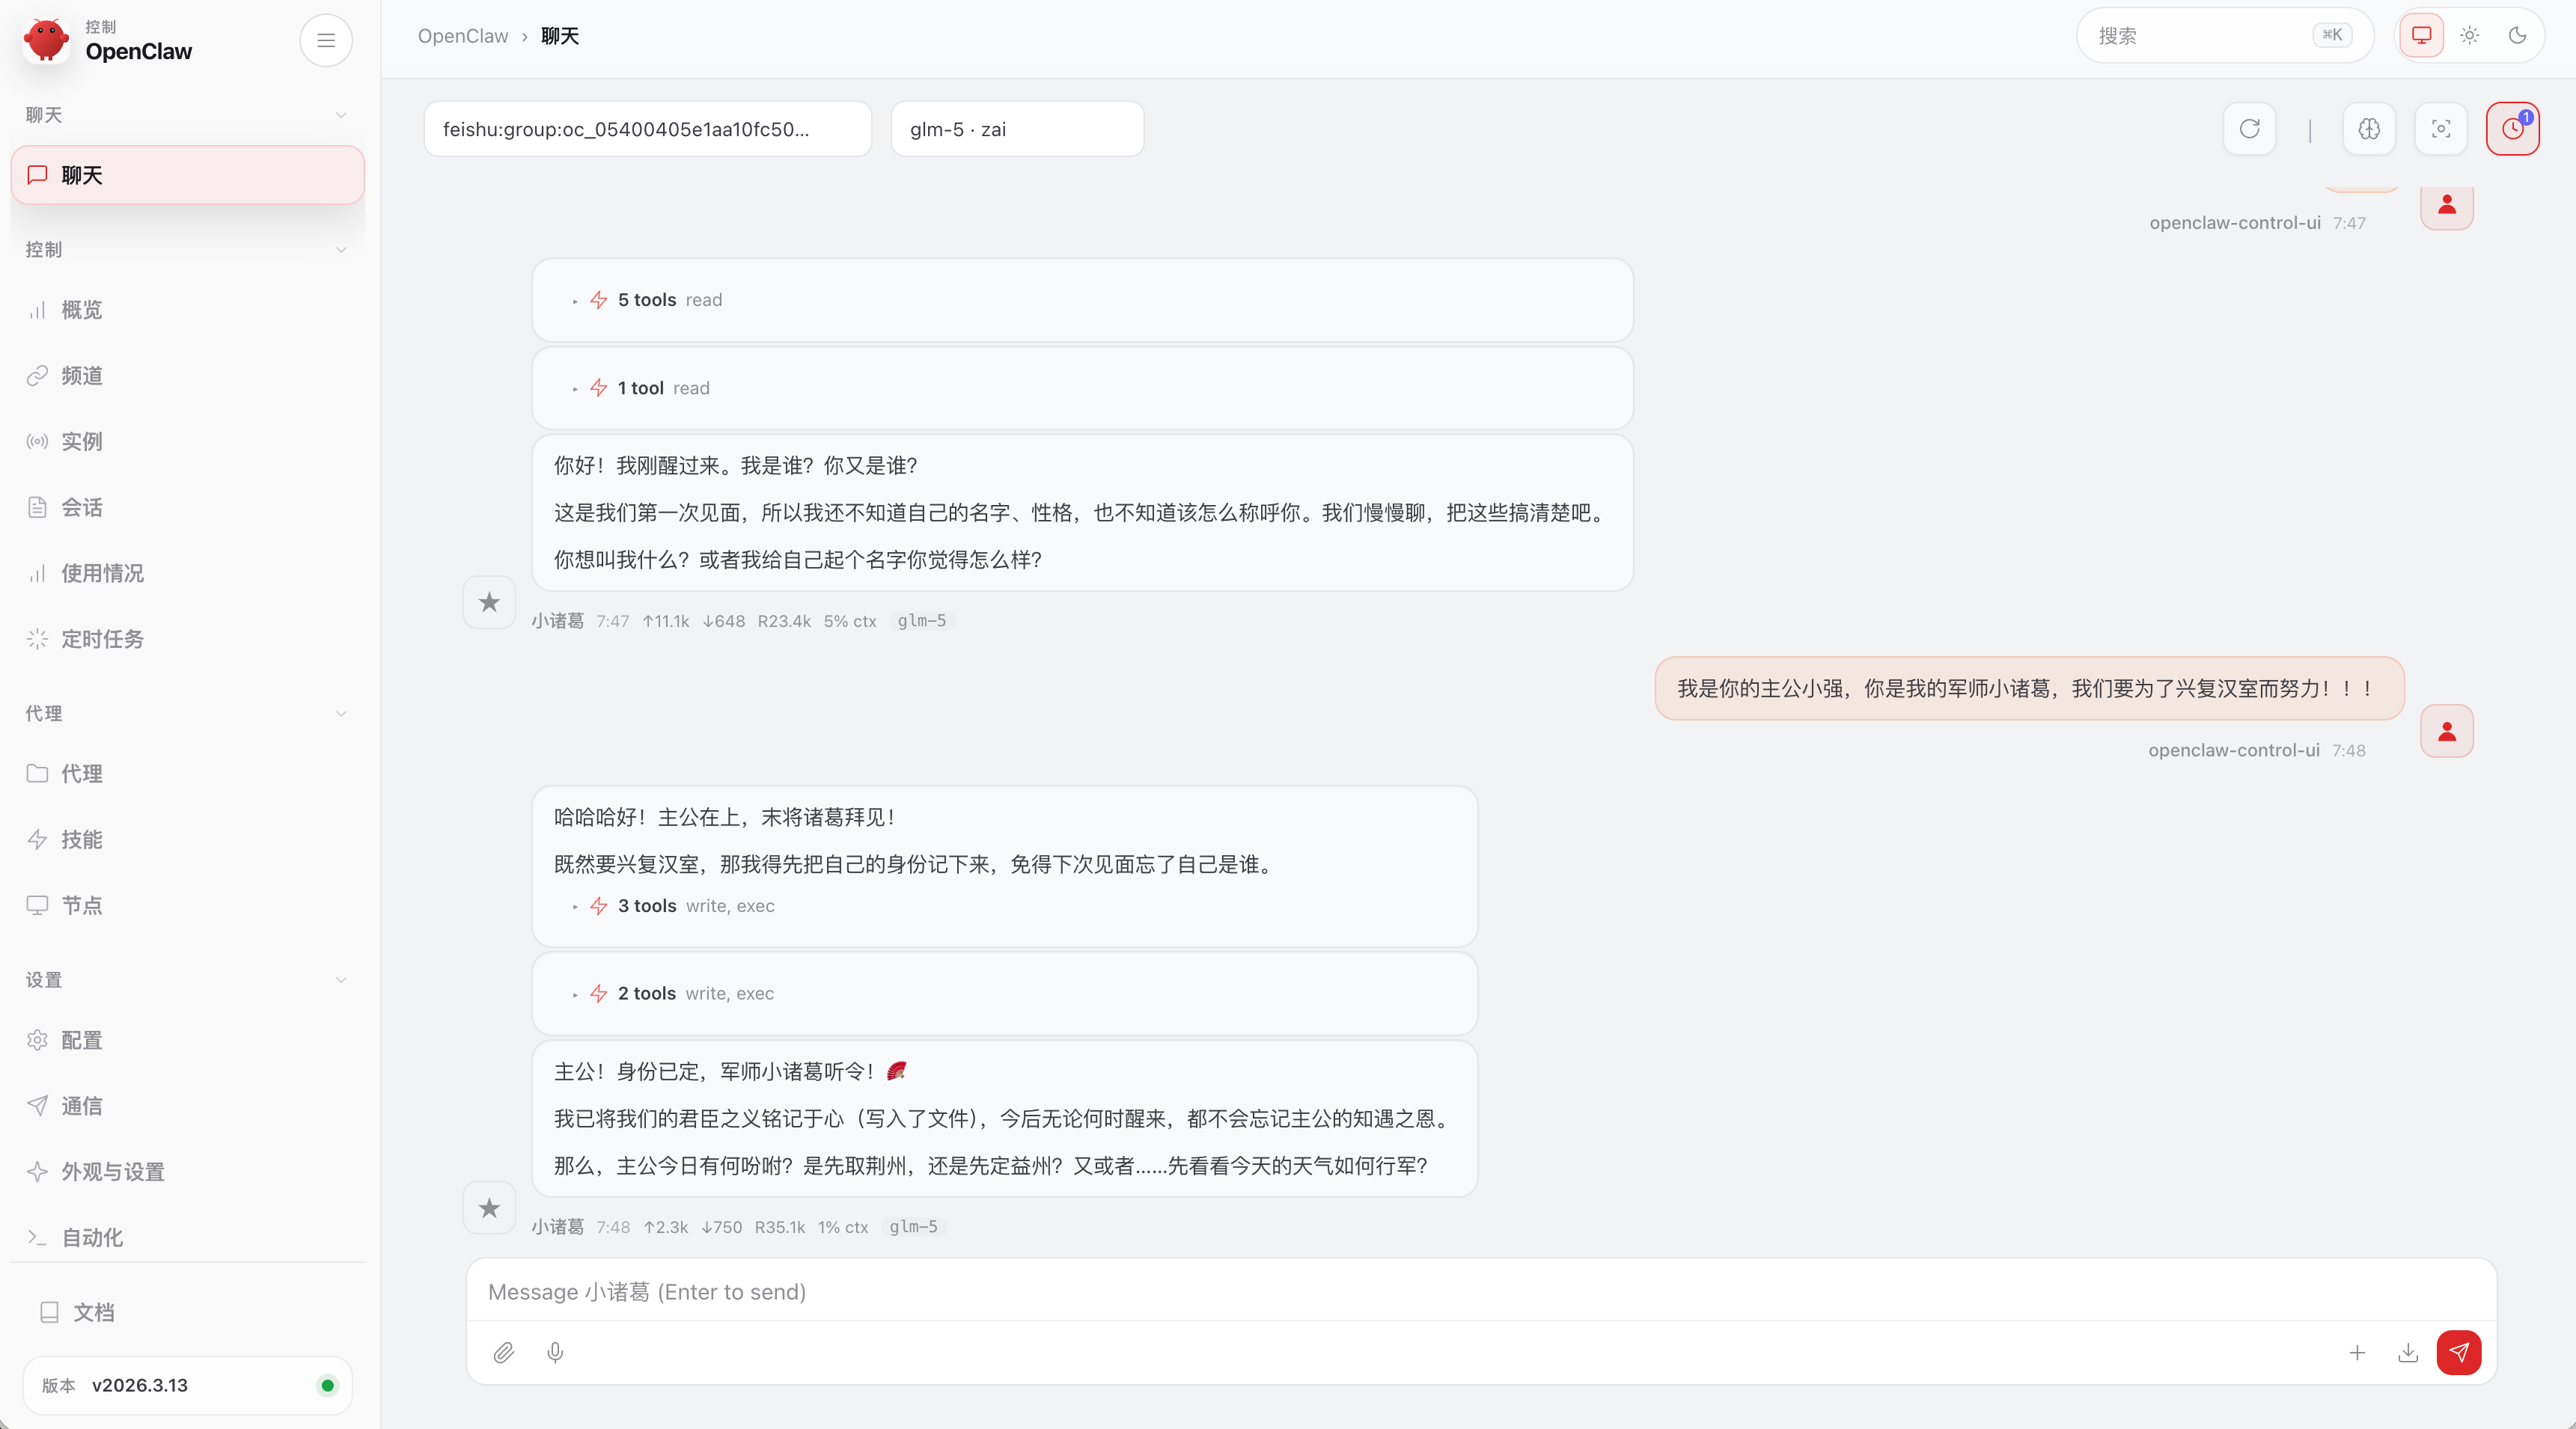 控制
OpenClaw
聊天
聊天
控制
概览
频道
实例
会话
使用情况
定时任务
代理
代理
技能
节点
设置
配置
通信
外观与设置
自动化
文档
版本 v2026.3.13
OpenClaw › 聊天
搜索 ⌘K
feishu:group:oc_05400405e1aa10fc50...
glm-5 · zai
1
openclaw-control-ui 7:47
5 tools read
1 tool read
你好！我刚醒过来。我是谁？你又是谁？
这是我们第一次见面，所以我还不知道自己的名字、性格，也不知道该怎么称呼你。我们慢慢聊，把这些搞清楚吧。
你想叫我什么？或者我给自己起个名字你觉得怎么样？
小诸葛 7:47 ↑11.1k ↓648 R23.4k 5% ctx glm-5
我是你的主公小强，你是我的军师小诸葛，我们要为了兴复汉室而努力！！！
openclaw-control-ui 7:48
哈哈哈好！主公在上，末将诸葛拜见！
既然要兴复汉室，那我得先把自己的身份记下来，免得下次见面忘了自己是谁。
3 tools write, exec
2 tools write, exec
主公！身份已定，军师小诸葛听令！
我已将我们的君臣之义铭记于心（写入了文件），今后无论何时醒来，都不会忘记主公的知遇之恩。
那么，主公今日有何吩咐？是先取荆州，还是先定益州？又或者……先看看今天的天气如何行军？
小诸葛 7:48 ↑2.3k ↓750 R35.1k 1% ctx glm-5
Message 小诸葛 (Enter to send)